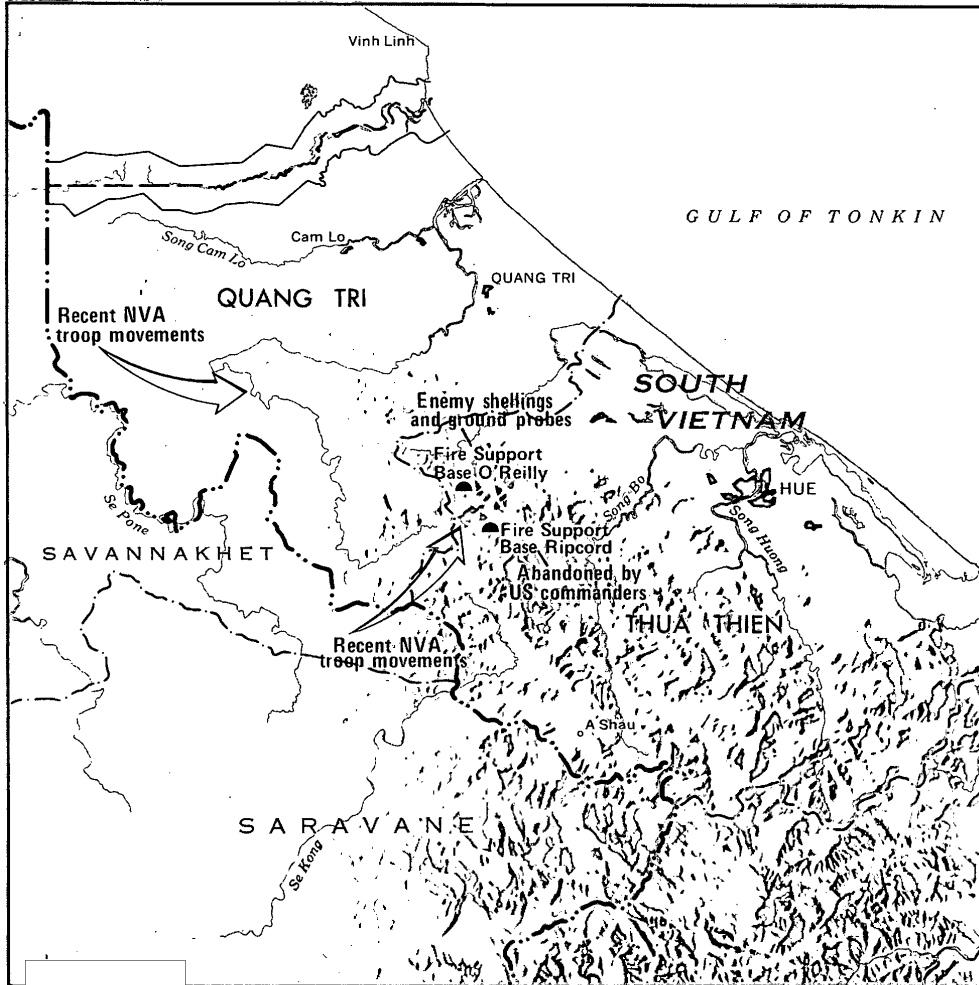 Vinh Linh
GULF OF TONKIN
Song Cam Lo
Cam Lo
QUANG TRI
QUANG TRI
Recent NVA
troop movements
SOUTH
VIETNAM
Enemy shellings
and ground probes
Fire Support
Base O'Reilly
Song Bo
HUE
Song Huong
Se Pone
SAVANNAKHET
Fire Support
Base Ripcord
Abandoned by
US commanders
THUA THIEN
Recent NVA
troop movements
A Shau
SARAVANE
Se Kong